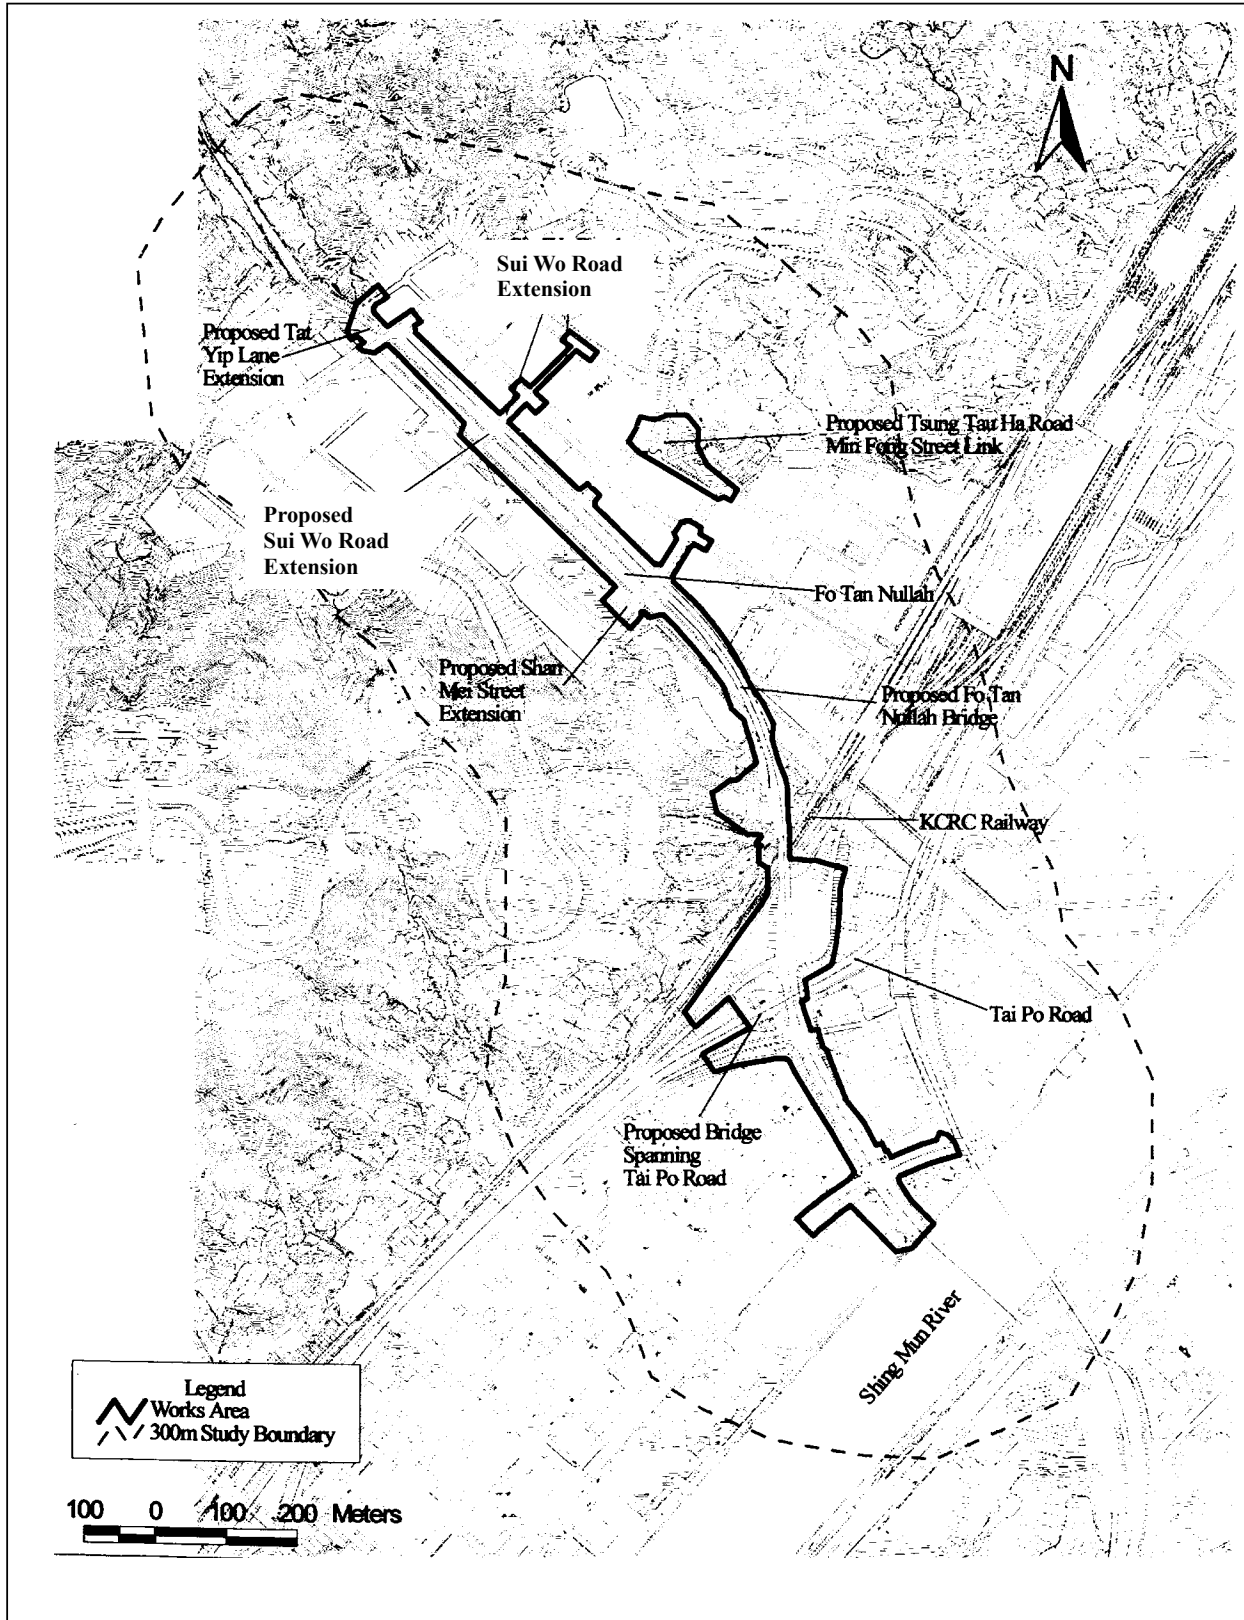 N
Sui Wo Road
Extension
Proposed Tat
Yip Lane
Extension
Proposed Tsung Tau Ha Road
Min Fong Street Link
Proposed
Sui Wo Road
Extension
Fo Tan Nullah
Proposed Shan
Mei Street
Extension
Proposed Fo Tan
Nullah Bridge
KCRC Railway
Tai Po Road
Proposed Bridge
Spanning
Tai Po Road
Shing Mun River
Legend
Works Area
300m Study Boundary
100 0 100 200 Meters